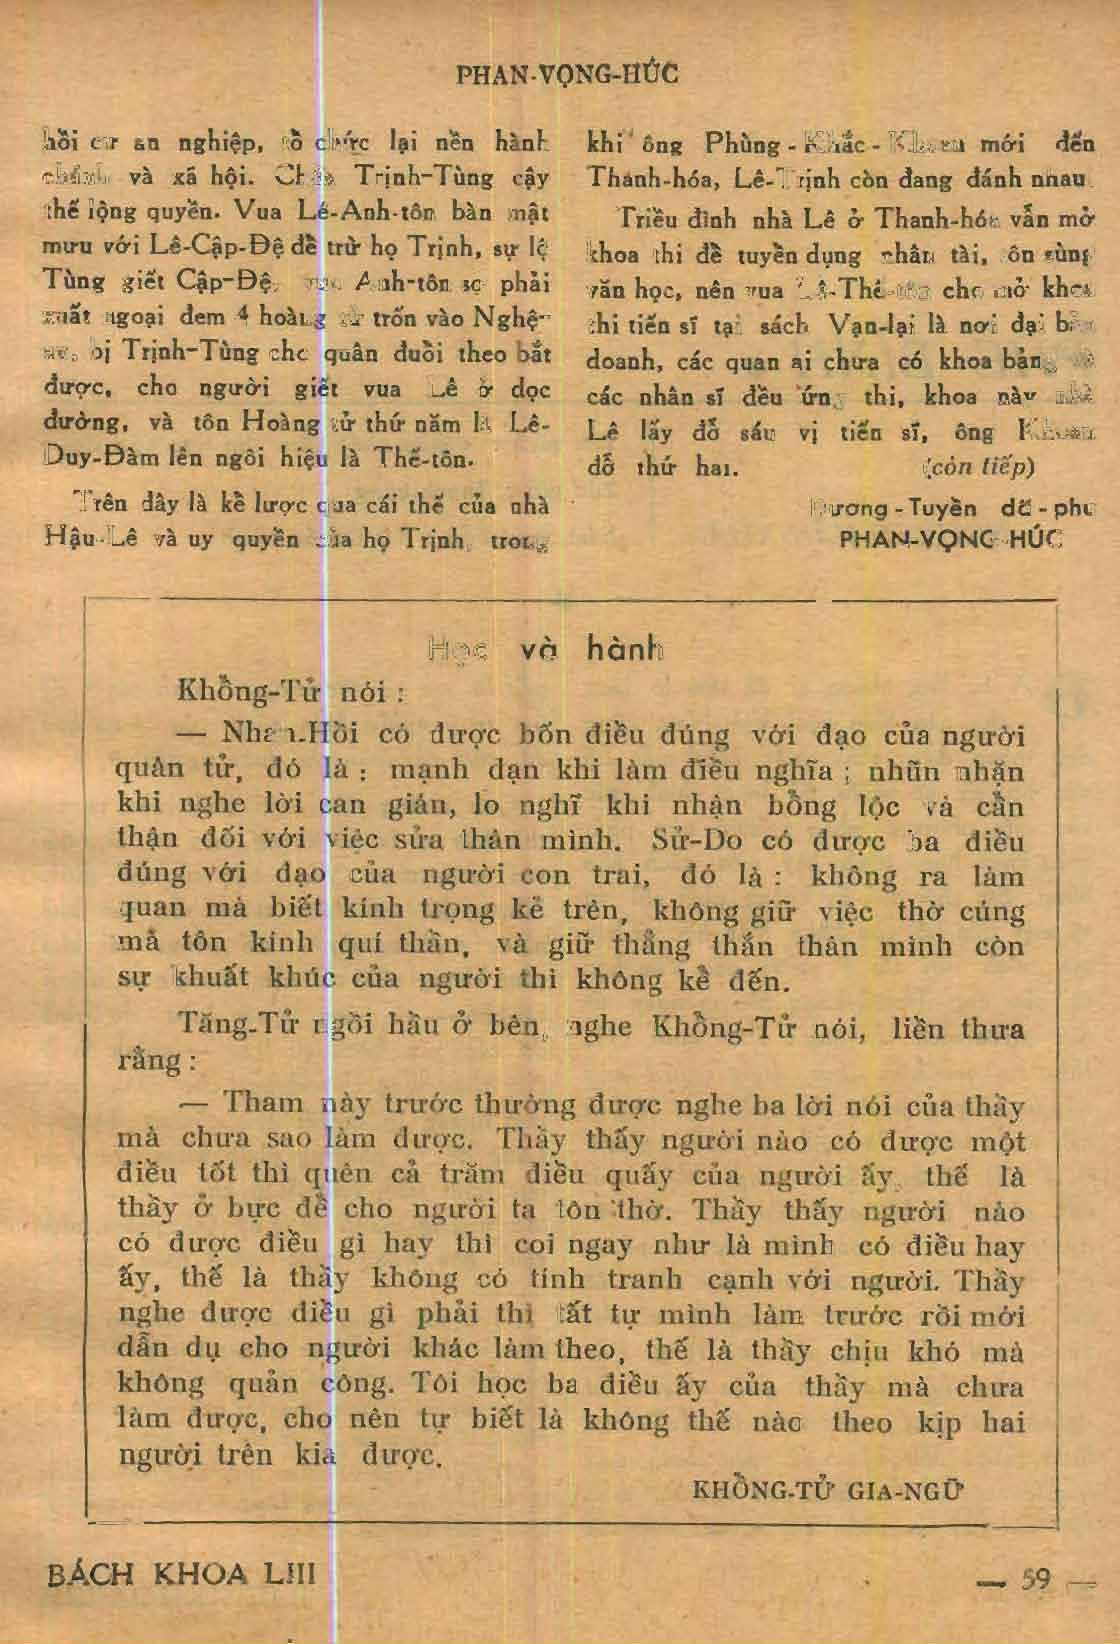 PHAN-VỌNG-HÚC
hồi cư an nghiệp, tổ chức lại nền hành
chánh và xã hội. Cháu Trịnh-Tùng cậy
thế lộng quyền. Vua Lê-Anh-tôn bàn mật
mưu với Lê-Cập-Đệ để trừ họ Trịnh, sự lộ
Tùng giết Cập-Đệ, vua Anh-tôn sợ phải
xuất ngoại đem 4 hoàng tử trốn vào Nghệ-
an, bị Trịnh-Tùng cho quân đuổi theo bắt
được, cho người giết vua Lê ở dọc
đường, và tôn Hoàng tử thứ năm là Lê-
Duy-Đàm lên ngôi hiệu là Thế-tôn.
Trên đây là kể lược qua cái thế của nhà
Hậu-Lê và uy quyền của họ Trịnh, trong
khi ông Phùng - Khắc - Khoan mới đến
Thanh-hóa, Lê-Trịnh còn đang đánh nhau.
Triều đình nhà Lê ở Thanh-hóa vẫn mở
khoa thi để tuyển dụng nhân tài, ôn sùng
văn học, nên vua Lê-Thế-tôn cho mở khoa
thi tiến sĩ tại sách Vạn-lại là nơi đại bản
doanh, các quan ai chưa có khoa bảng và
các nhân sĩ đều ứng thi, khoa này nhà
Lê lấy đỗ sáu vị tiến sĩ, ông Khoan
đỗ thứ hai. (còn tiếp)
Dương - Tuyền dã - phu
PHAN-VỌNG-HÚC
Học và hành
Khổng-Tử nói :
— Nhan-Hồi có được bốn điều đúng với đạo của người
quân tử, đó là : mạnh dạn khi làm điều nghĩa ; nhũn nhặn
khi nghe lời can gián, lo nghĩ khi nhận bổng lộc và cẩn
thận đối với việc sửa thân mình. Sử-Do có được ba điều
đúng với đạo của người con trai, đó là : không ra làm
quan mà biết kính trọng kẻ trên, không giữ việc thờ cúng
mà tôn kính quỉ thần, và giữ thẳng thắn thân mình còn
sự khuất khúc của người thì không kể đến.
Tăng-Tử ngồi hầu ở bên, nghe Khổng-Tử nói, liền thưa
rằng :
— Tham này trước thường được nghe ba lời nói của thầy
mà chưa sao làm được. Thầy thấy người nào có được một
điều tốt thì quên cả trăm điều quấy của người ấy, thế là
thầy ở bực để cho người ta tôn thờ. Thầy thấy người nào
có được điều gì hay thì coi ngay như là mình có điều hay
ấy, thế là thầy không có tính tranh cạnh với người. Thầy
nghe được điều gì phải thì tất tự mình làm trước rồi mới
dẫn dụ cho người khác làm theo, thế là thầy chịu khó mà
không quản công. Tôi học ba điều ấy của thầy mà chưa
làm được, cho nên tự biết là không thế nào theo kịp hai
người trên kia được.
KHỔNG-TỬ GIA-NGỮ
BÁCH KHOA LIII
— 59 —